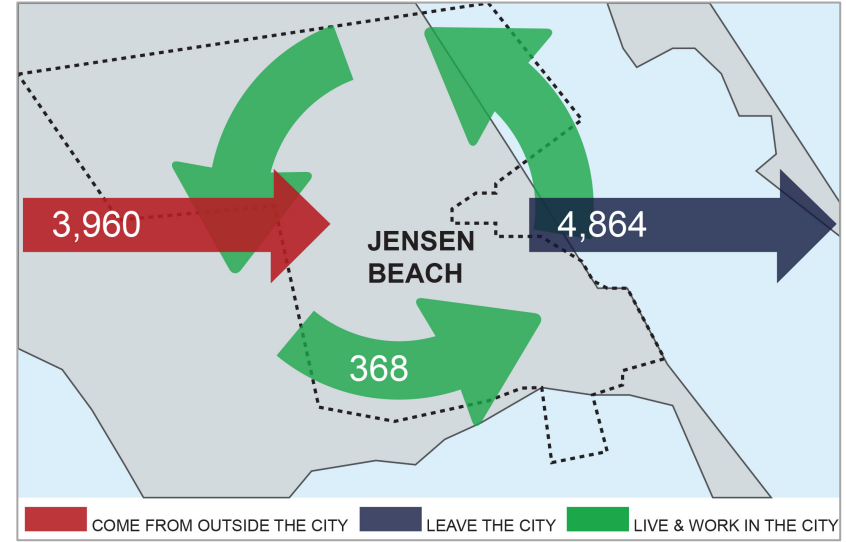 3,960
4,864
JENSEN
BEACH
368
COME FROM OUTSIDE THE CITY
LEAVE THE CITY
LIVE & WORK IN THE CITY